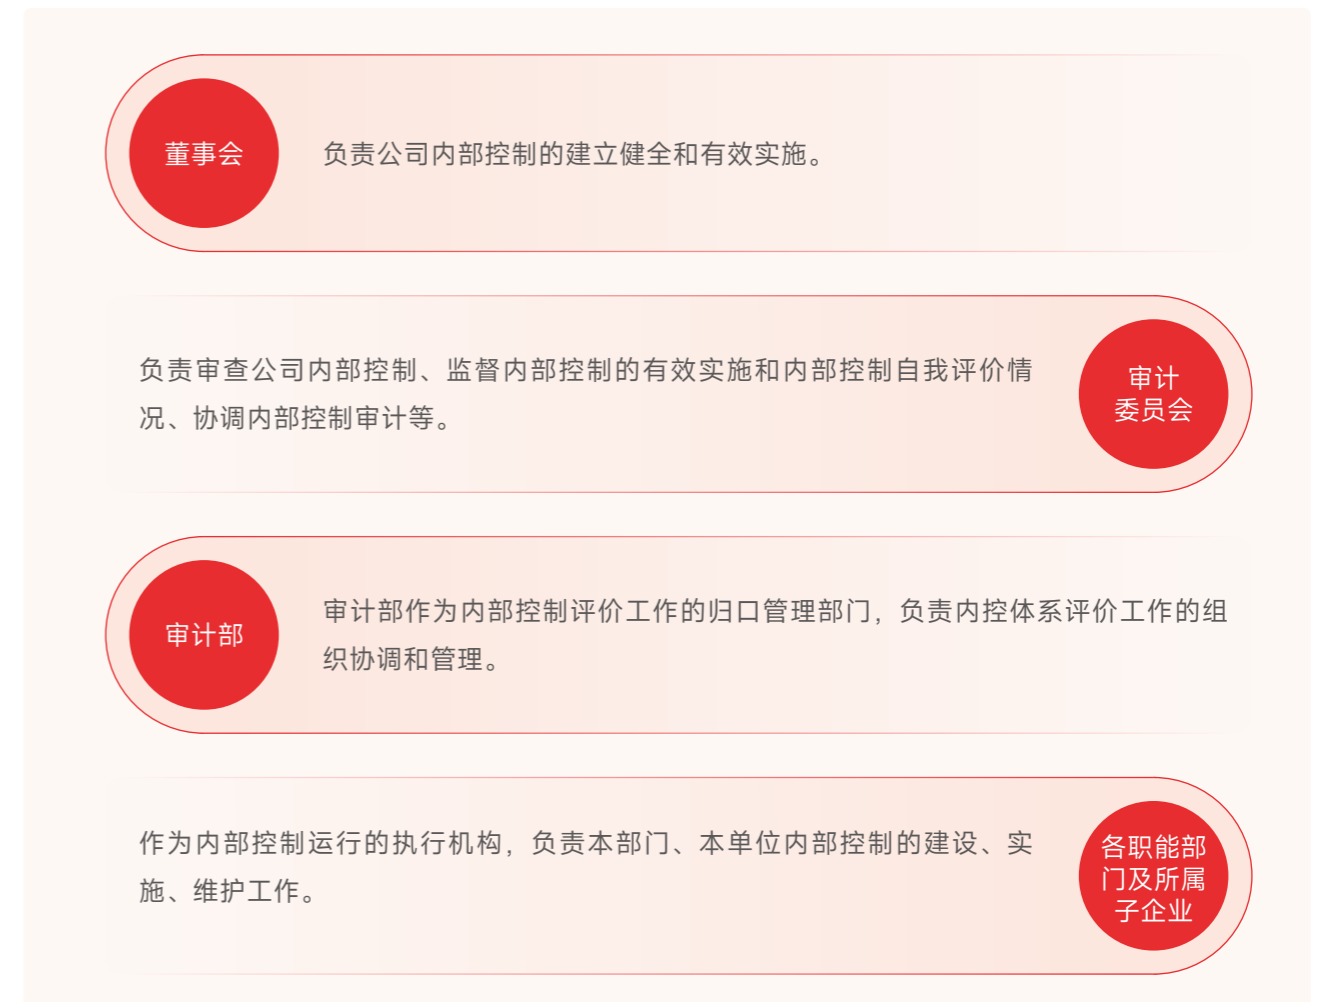 董事会
负责公司内部控制的建立健全和有效实施。
负责审查公司内部控制、监督内部控制的有效实施和内部控制自我评价情
况、协调内部控制审计等。
审计
委员会
审计部
审计部作为内部控制评价工作的归口管理部门，负责内控体系评价工作的组
织协调和管理。
作为内部控制运行的执行机构，负责本部门、本单位内部控制的建设、实
施、维护工作。
各职能部
门及所属
子企业